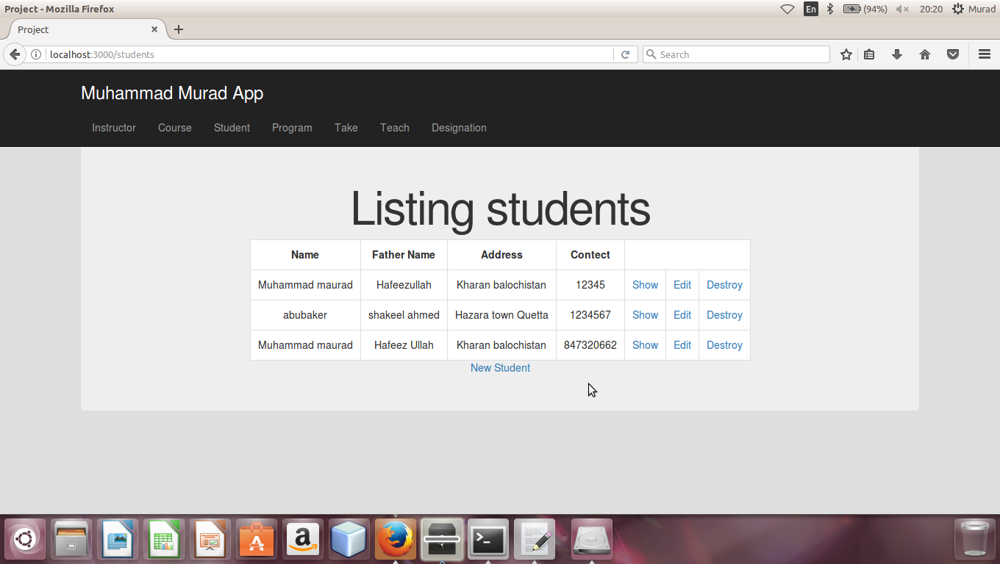 Project - Mozilla Firefox En (94%) 20:20 Murad
Project
localhost:3000/students Search
Muhammad Murad App
Instructor Course Student Program Take Teach Designation
Listing students
Name Father Name Address Contect
Muhammad maurad Hafeezullah Kharan balochistan 12345 Show Edit Destroy
abubaker shakeel ahmed Hazara town Quetta 1234567 Show Edit Destroy
Muhammad maurad Hafeez Ullah Kharan balochistan 847320662 Show Edit Destroy
New Student